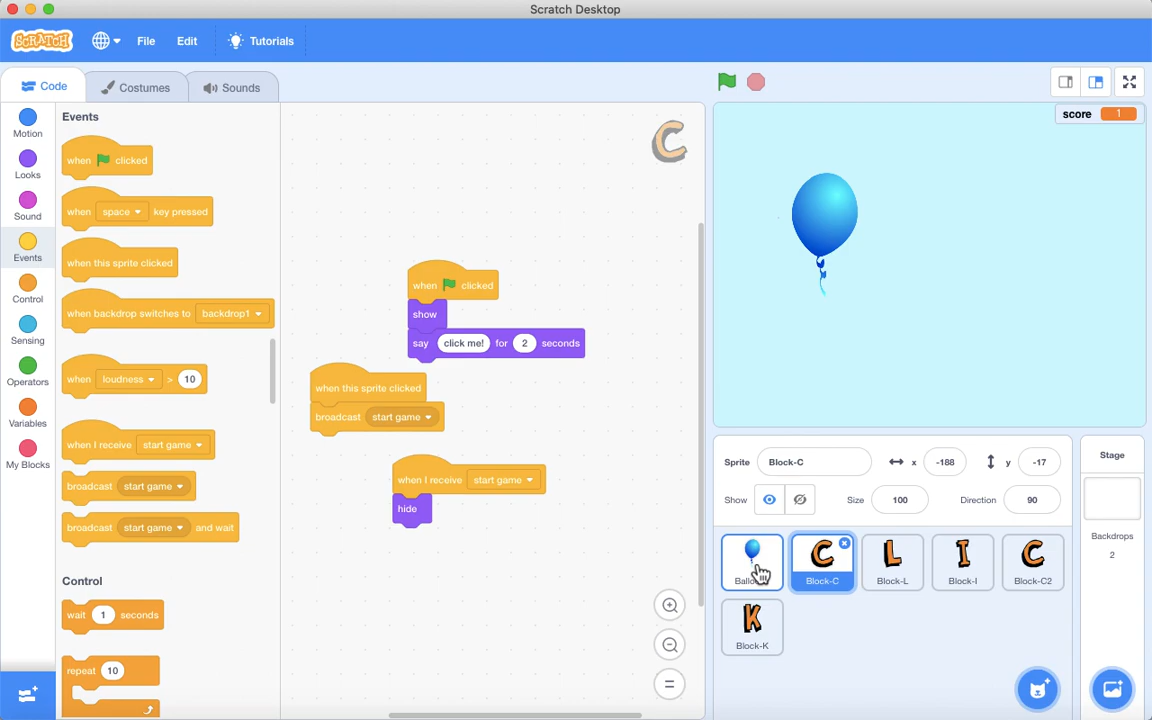 Scratch Desktop
SCRATCH
File
Edit
Tutorials
Code
Costumes
Sounds
Motion
Looks
Sound
Events
Control
Sensing
Operators
Variables
My Blocks
Events
when clicked
when space key pressed
when this sprite clicked
when backdrop switches to backdrop1
when loudness > 10
when I receive start game
broadcast start game
broadcast start game and wait
Control
wait 1 seconds
repeat 10
C
when clicked
show
say click me! for 2 seconds
when this sprite clicked
broadcast start game
when I receive start game
hide
score 1
Sprite Block-C x -188 y -17
Show Size 100 Direction 90
C
L
I
C
Block-C
Block-L
Block-I
Block-C2
K
Block-K
Stage
Backdrops
2